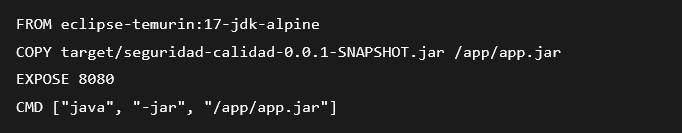 FROM eclipse-temurin:17-jdk-alpine
COPY target/seguridad-calidad-0.0.1-SNAPSHOT.jar /app/app.jar
EXPOSE 8080
CMD ["java", "-jar", "/app/app.jar"]